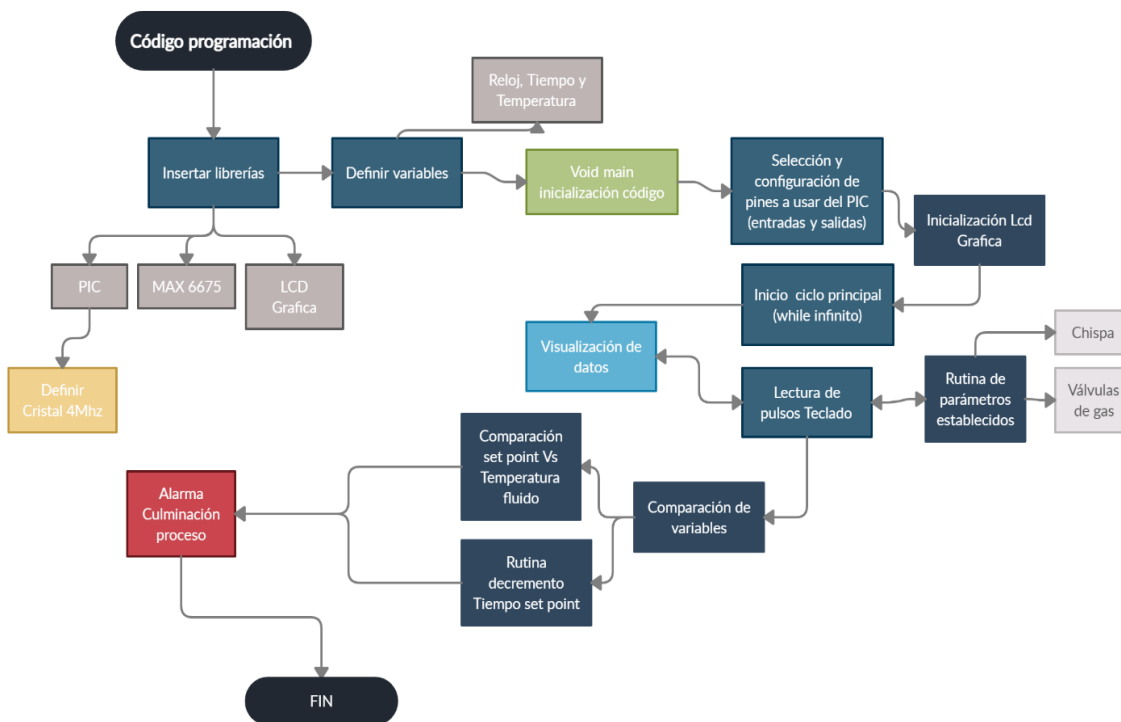 Código programación
Reloj, Tiempo y
Temperatura
Insertar librerías
Definir variables
Void main
inicialización código
Selección y
configuración de
pines a usar del PIC
(entradas y salidas)
Inicialización Lcd
Grafica
PIC
MAX 6675
LCD
Grafica
Inicio ciclo principal
(while infinito)
Definir
Cristal 4Mhz
Visualización de
datos
Lectura de
pulsos Teclado
Rutina de
parámetros
establecidos
Chispa
Válvulas
de gas
Comparación
set point Vs
Temperatura
fluido
Comparación de
variables
Alarma
Culminación
proceso
Rutina
decremento
Tiempo set point
FIN